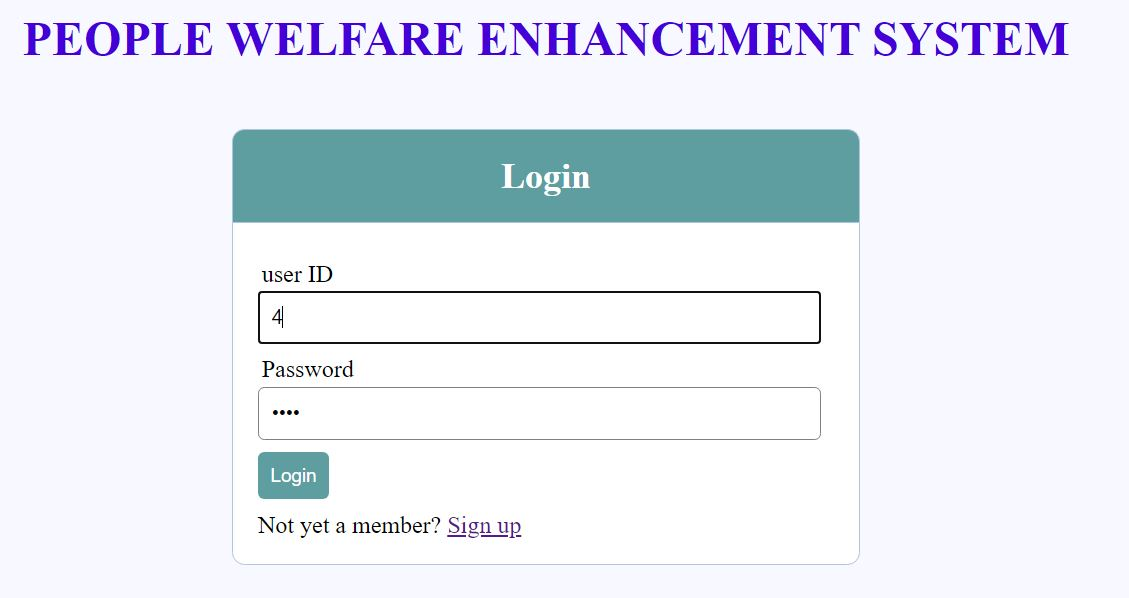 PEOPLE WELFARE ENHANCEMENT SYSTEM
Login
user ID
4
Password
••••
Login
Not yet a member? Sign up